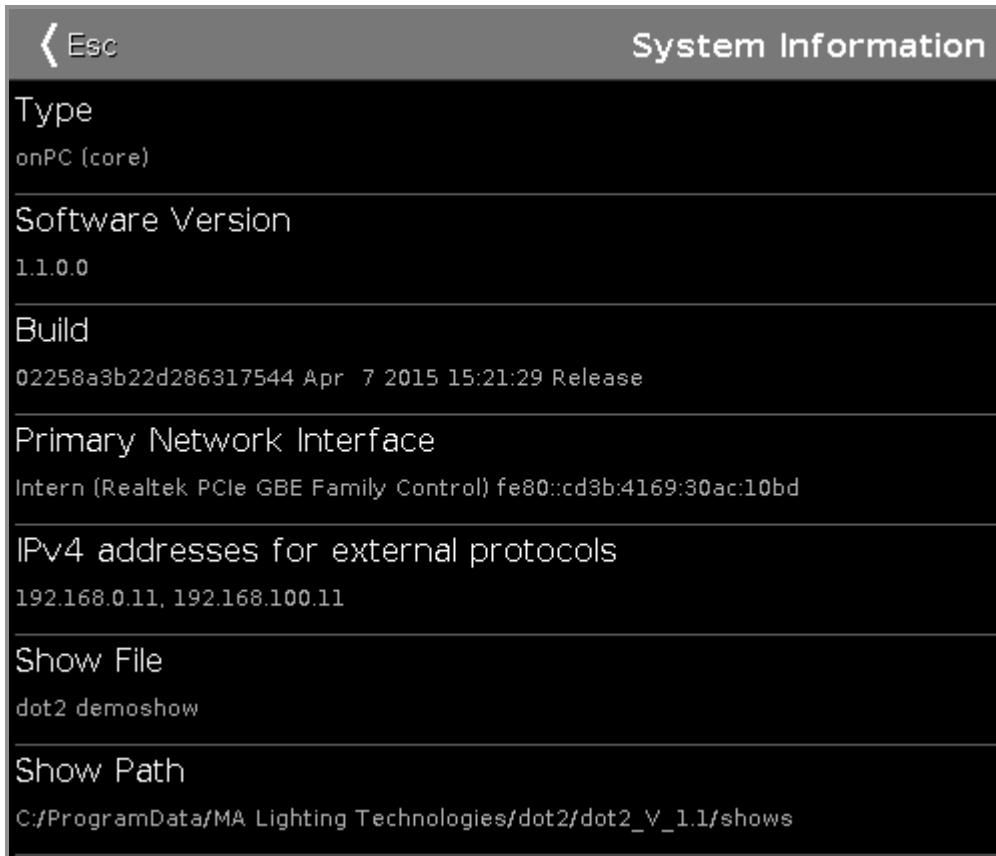 Esc
System Information
Type
onPC (core)
Software Version
1.1.0.0
Build
02258a3b22d286317544 Apr  7 2015 15:21:29 Release
Primary Network Interface
Intern (Realtek PCIe GBE Family Control) fe80::cd3b:4169:30ac:10bd
IPv4 addresses for external protocols
192.168.0.11, 192.168.100.11
Show File
dot2 demoshow
Show Path
C:/ProgramData/MA Lighting Technologies/dot2/dot2_V_1.1/shows